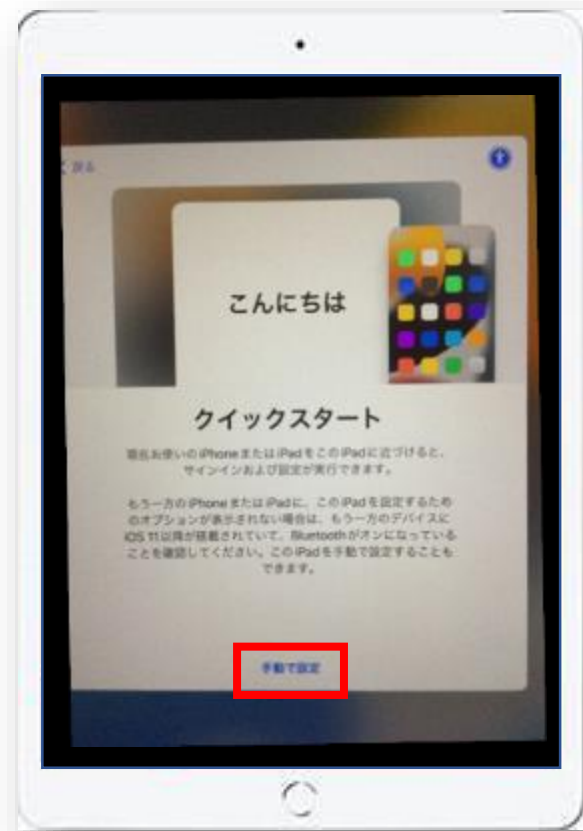 戻る
こんにちは
クイックスタート
現在お使いのiPhoneまたはiPadをこのiPadに近づけると、
サインインおよび設定が実行できます。
もう一方のiPhoneまたはiPadに、このiPadを設定するため
のオプションが表示されない場合は、もう一方のデバイスに
iOS 11以降が搭載されていて、Bluetoothがオンになっている
ことを確認してください。このiPadを手動で設定することも
できます。
手動で設定